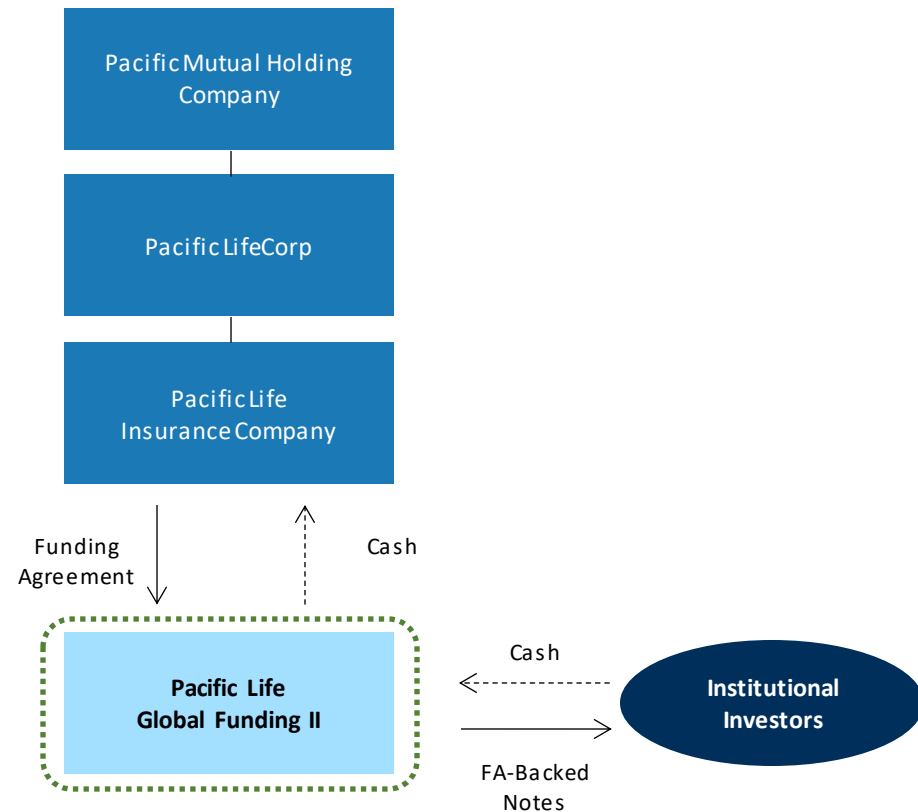 Pacific Mutual Holding
Company
Pacific LifeCorp
Pacific Life
Insurance Company
Funding
Agreement
Cash
Pacific Life
Global Funding II
Cash
FA-Backed
Notes
Institutional
Investors